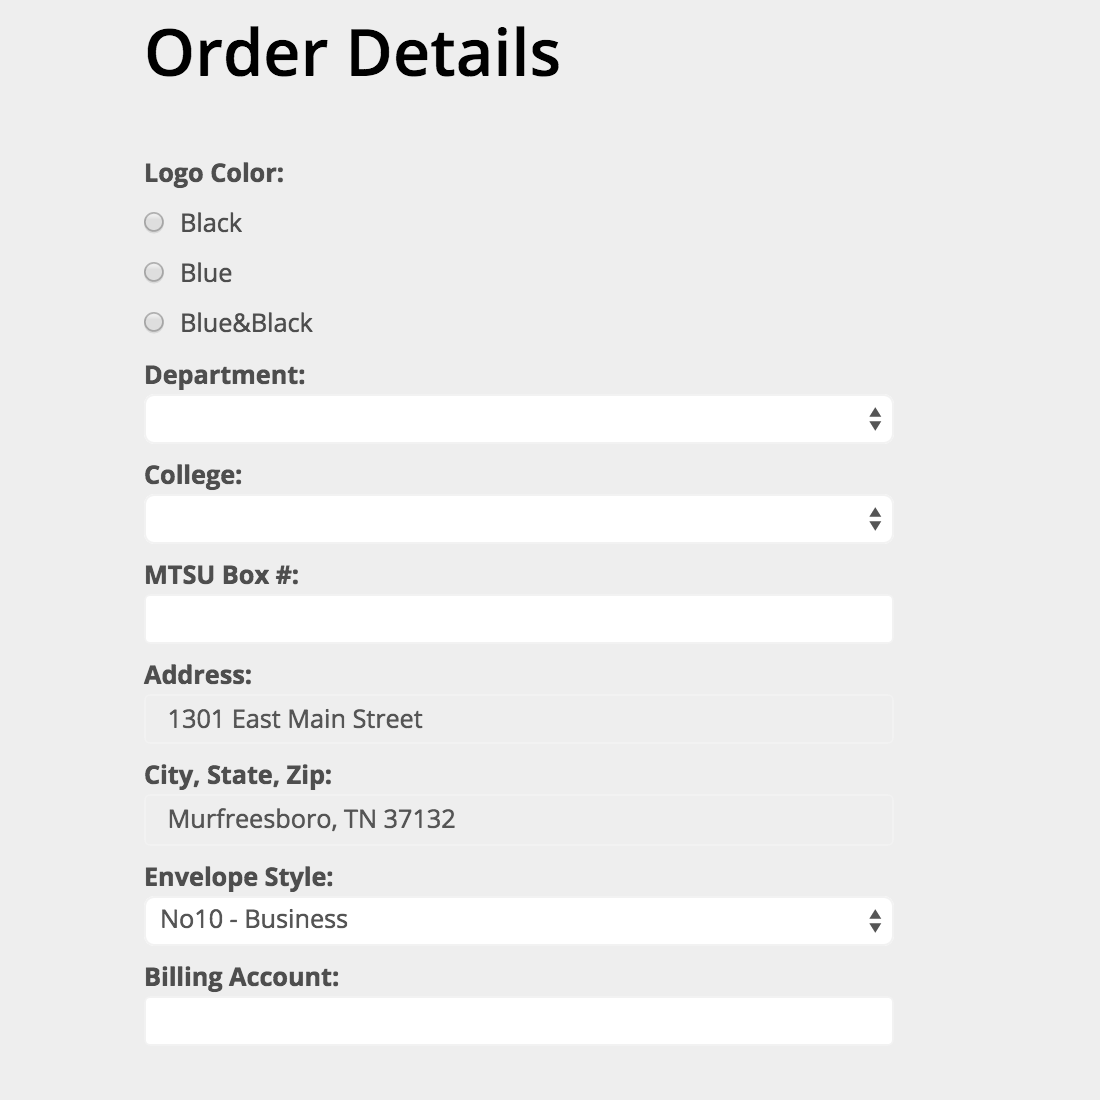 Order Details
Logo Color:
Black
Blue
Blue&Black
Department:
College:
MTSU Box #:
Address:
1301 East Main Street
City, State, Zip:
Murfreesboro, TN 37132
Envelope Style:
No10 - Business
Billing Account: